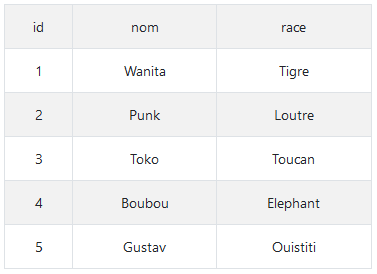 id nom race
1 Wanita Tigre
2 Punk Loutre
3 Toko Toucan
4 Boubou Elephant
5 Gustav Ouistiti